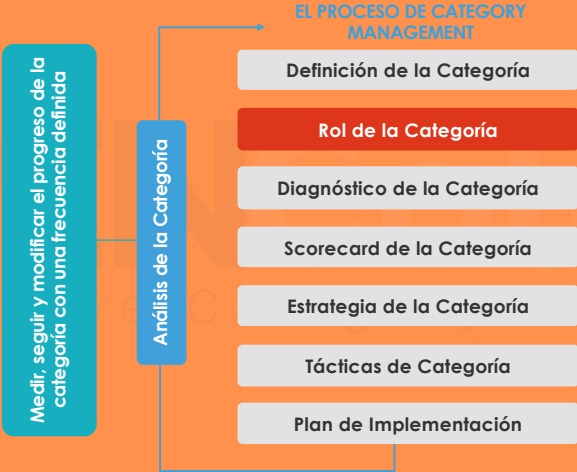 EL PROCESO DE CATEGORY
MANAGEMENT
Medir, seguir y modificar el progreso de la
categoría con una frecuencia definida
Análisis de la Categoría
Definición de la Categoría
Rol de la Categoría
Diagnóstico de la Categoría
Scorecard de la Categoría
Estrategia de la Categoría
Tácticas de Categoría
Plan de Implementación